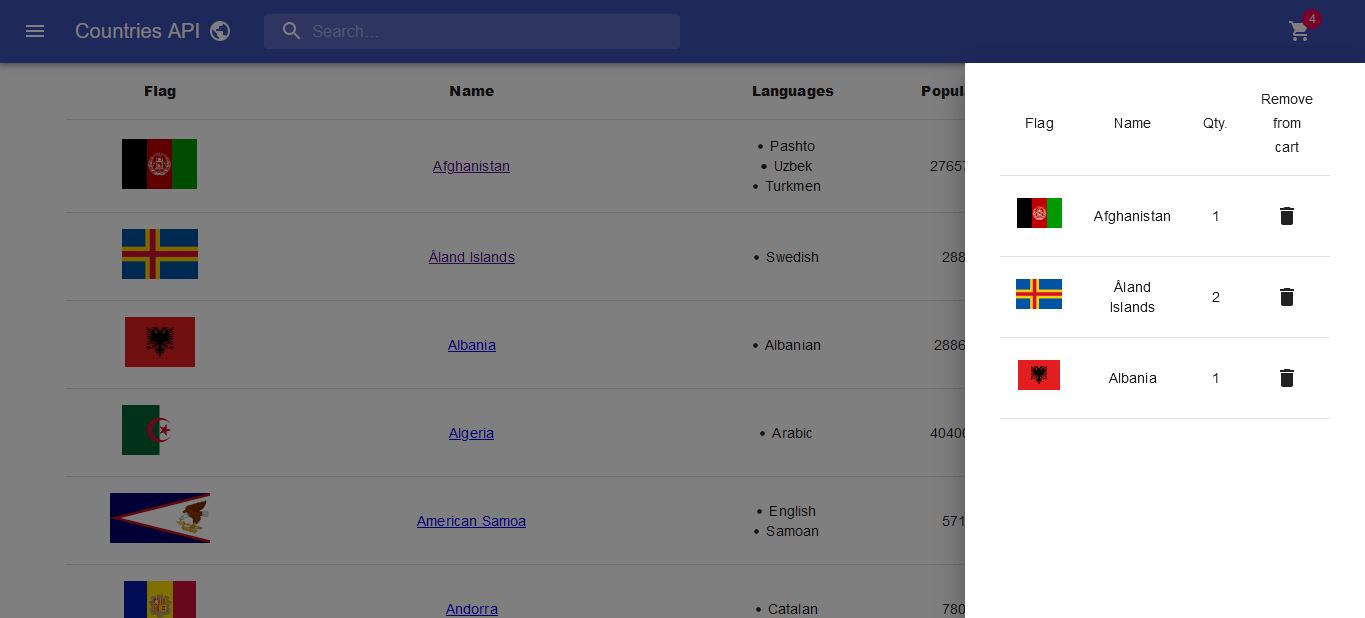 Countries API
Search...
4
Flag
Name
Languages
Popul
Afghanistan
• Pashto
• Uzbek
• Turkmen
2765
Åland Islands
• Swedish
288
Albania
• Albanian
2886
Algeria
• Arabic
40400
American Samoa
• English
• Samoan
571
Andorra
• Catalan
780
Flag
Name
Qty.
Remove
from
cart
Afghanistan
1
Åland
Islands
2
Albania
1